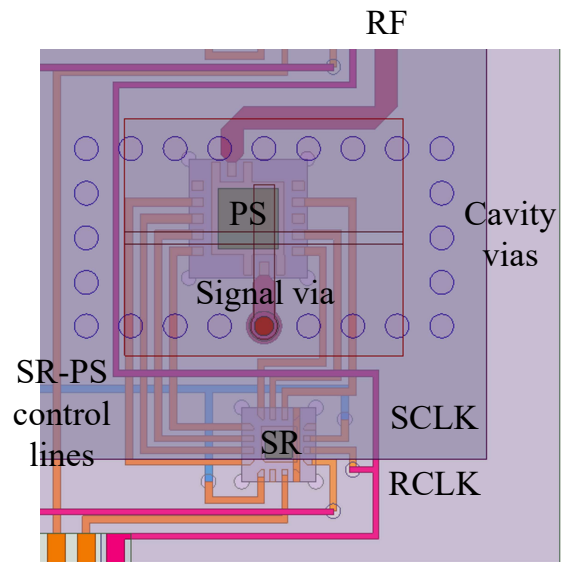 RF
PS
Cavity
vias
Signal via
SR-PS
control
lines
SCLK
SR
RCLK